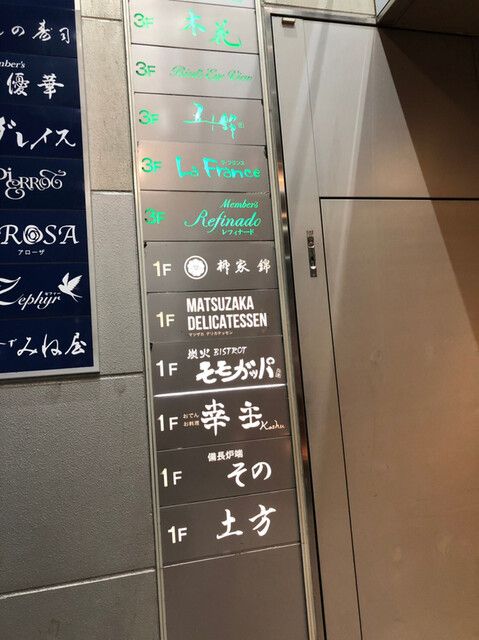 の寿司
ember's
優華
グレイス
PiERROT
ROSA
アローザ
Zephyr
みね屋
3F 木花
3F Bird's Eye View
3F
3F La France
ラ・フランス
3F Member's
Refinado
レフィナード
1F 柳家 錦
1F MATSUZAKA
DELICATESSEN
マツザカ デリカテッセン
1F 炭火 BISTROT
モモガッパ
1F おでん
お料理
幸主 Kashu
1F 備長炉端
その
1F 土方